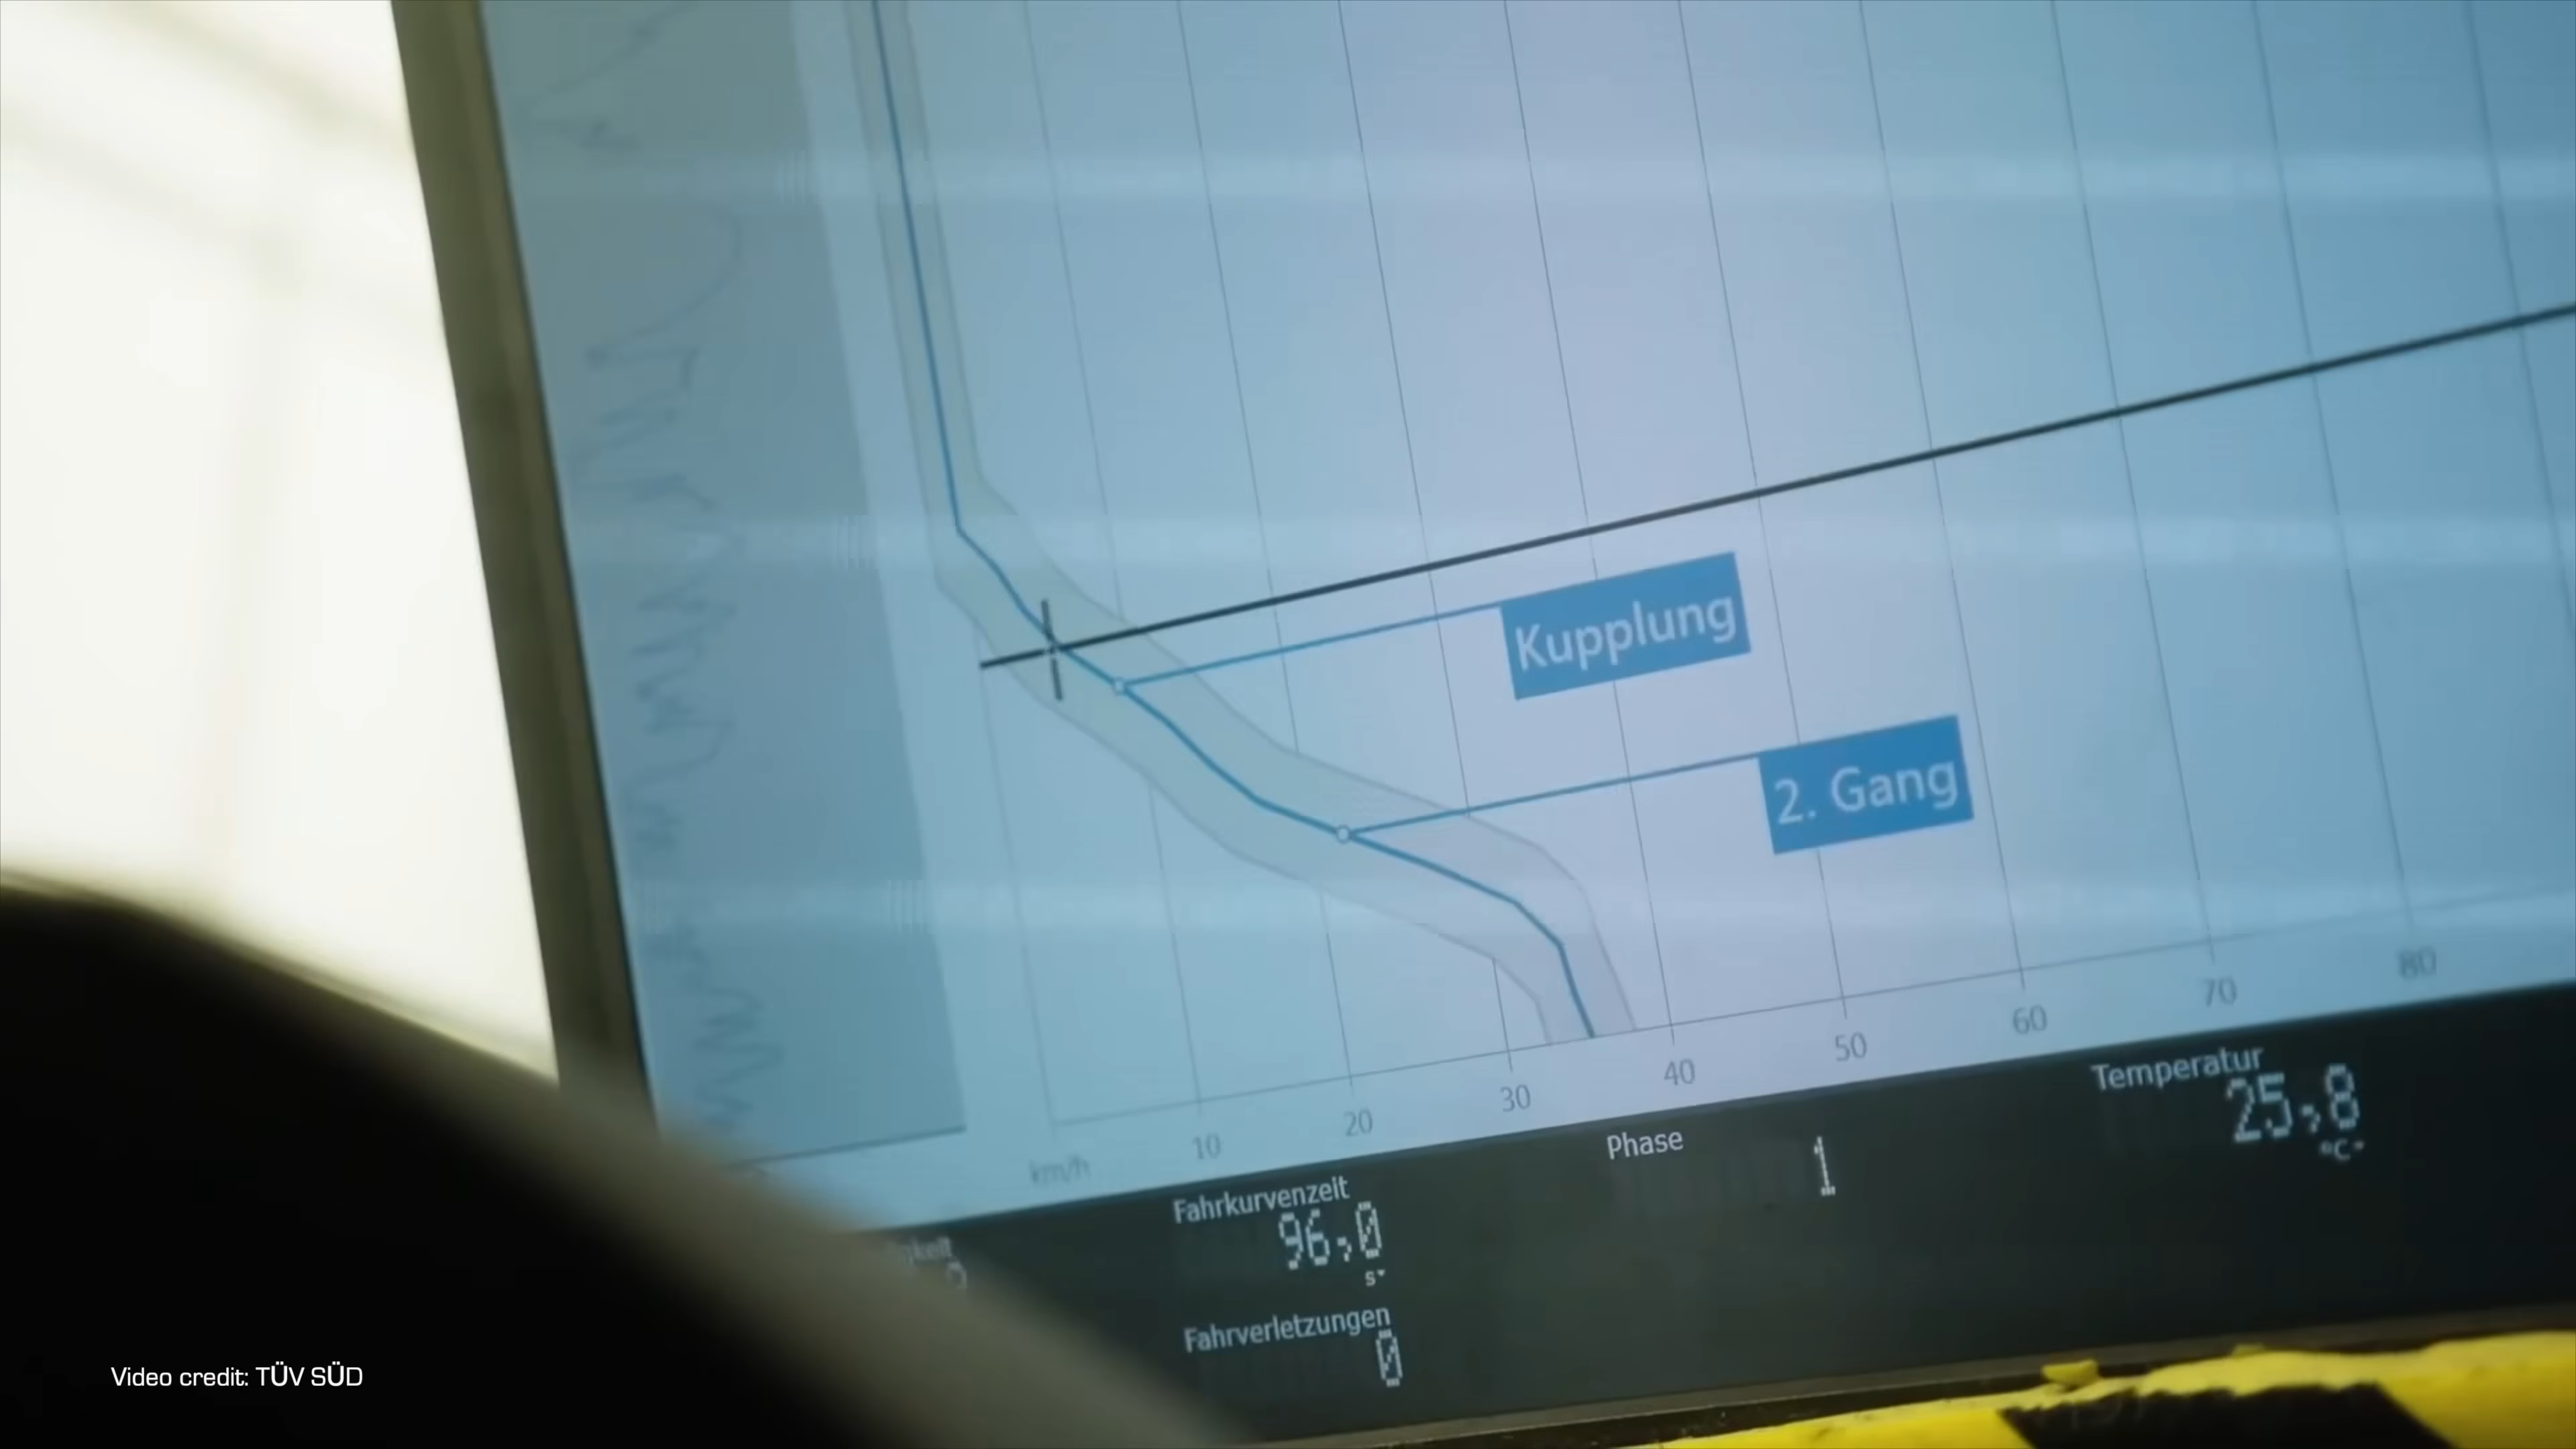 Kupplung
2. Gang
km/h 10 20 30 40 50 60 70 80
Fahrkurvenzeit
96,0
s
Phase
1
Temperatur
25,8
°C
Fahrverletzungen
0
Video credit: TÜV SÜD